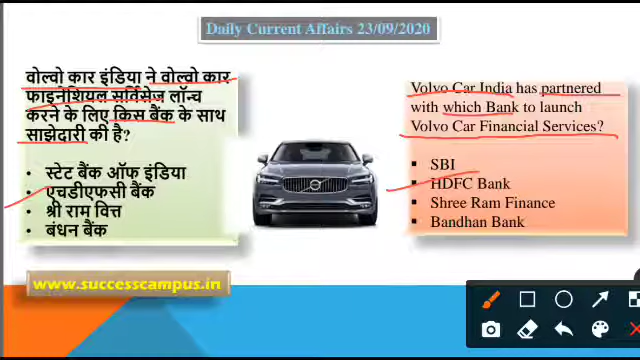 Daily Current Affairs 23/09/2020
वोल्वो कार इंडिया ने वोल्वो कार
फाइनेंशियल सर्विसेज लॉन्च
करने के लिए किस बैंक के साथ
साझेदारी की है?
• स्टेट बैंक ऑफ इंडिया
• एचडीएफसी बैंक
• श्री राम वित्त
• बंधन बैंक
Volvo Car India has partnered
with which Bank to launch
Volvo Car Financial Services?
▪ SBI
▪ HDFC Bank
▪ Shree Ram Finance
▪ Bandhan Bank
www.successcampus.in